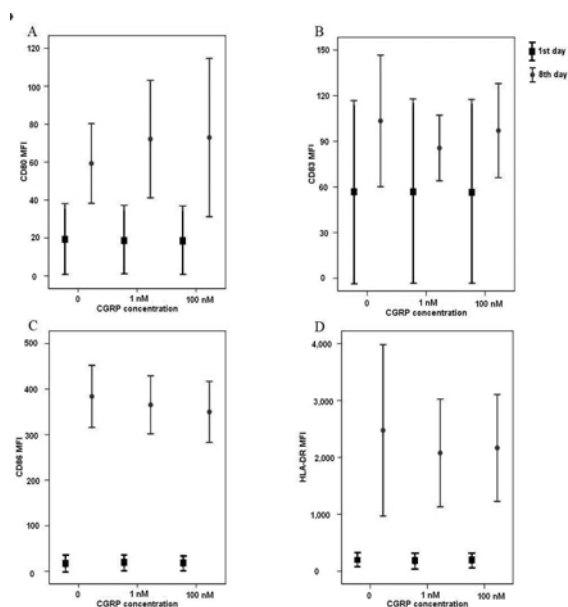 A
120
100
80
60
40
20
0
CD80 MFI
0 1 nM 100 nM
CGRP concentration
B
150
120
90
60
30
0
CD83 MFI
0 1 nM 100 nM
CGRP concentration
1st day
8th day
C
500
400
300
200
100
0
CD86 MFI
0 1 nM 100 nM
CGRP concentration
D
4,000
3,000
2,000
1,000
0
HLA-DR MFI
0 1 nM 100 nM
CGRP concentration